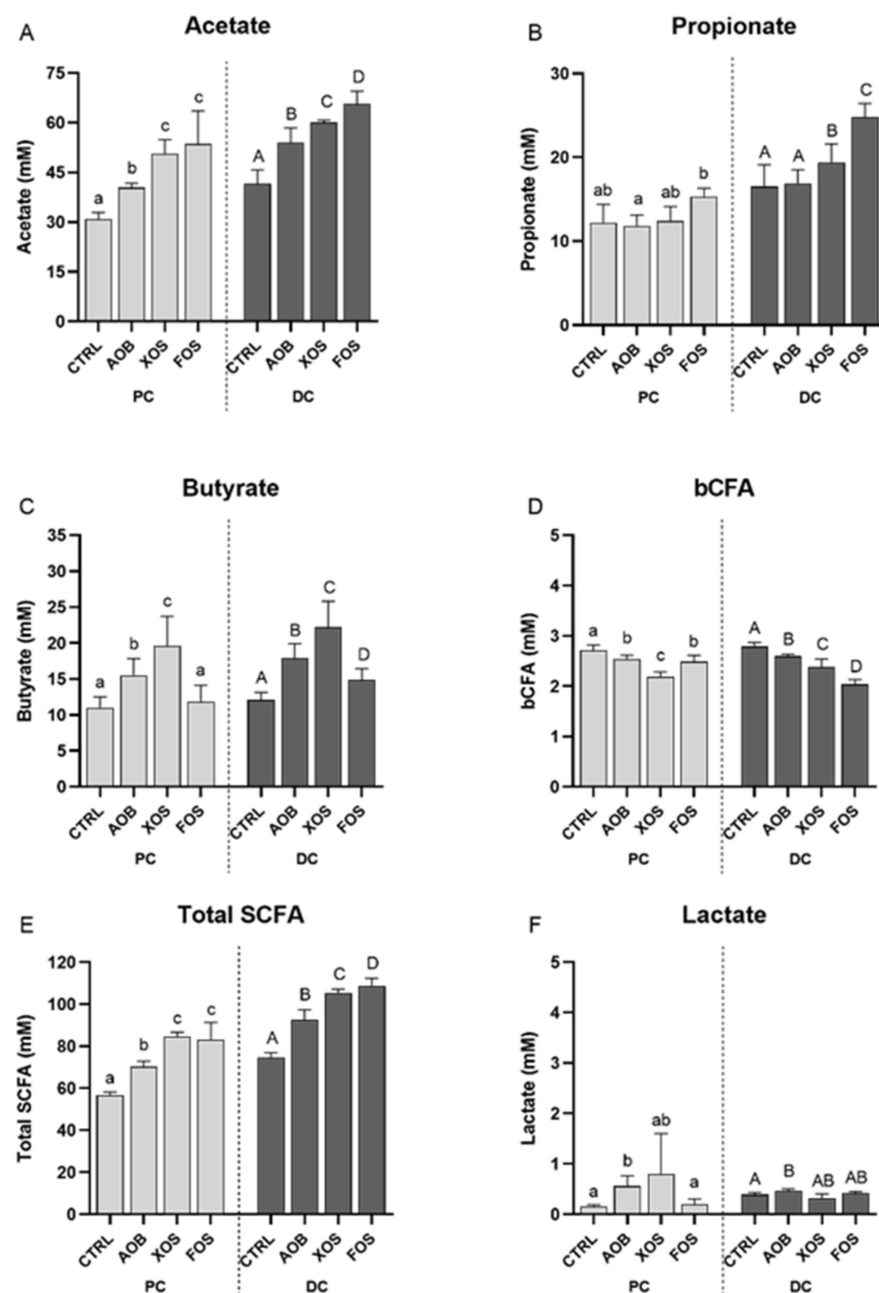 A
Acetate
Acetate (mM)
75
60
45
30
15
0
a
b
c
c
A
B
C
D
CTRL
AOB
XOS
FOS
CTRL
AOB
XOS
FOS
PC
DC
B
Propionate
Propionate (mM)
30
20
10
0
ab
a
ab
b
A
A
B
C
CTRL
AOB
XOS
FOS
CTRL
AOB
XOS
FOS
PC
DC
C
Butyrate
Butyrate (mM)
35
30
25
20
15
10
5
0
a
b
c
a
A
B
C
D
CTRL
AOB
XOS
FOS
CTRL
AOB
XOS
FOS
PC
DC
D
bCFA
bCFA (mM)
5
4
3
2
1
0
a
b
c
b
A
B
C
D
CTRL
AOB
XOS
FOS
CTRL
AOB
XOS
FOS
PC
DC
E
Total SCFA
Total SCFA (mM)
120
100
80
60
40
20
0
a
b
c
c
A
B
C
D
CTRL
AOB
XOS
FOS
CTRL
AOB
XOS
FOS
PC
DC
F
Lactate
Lactate (mM)
5
4
3
2
1
0
a
b
ab
a
A
B
AB
AB
CTRL
AOB
XOS
FOS
CTRL
AOB
XOS
FOS
PC
DC